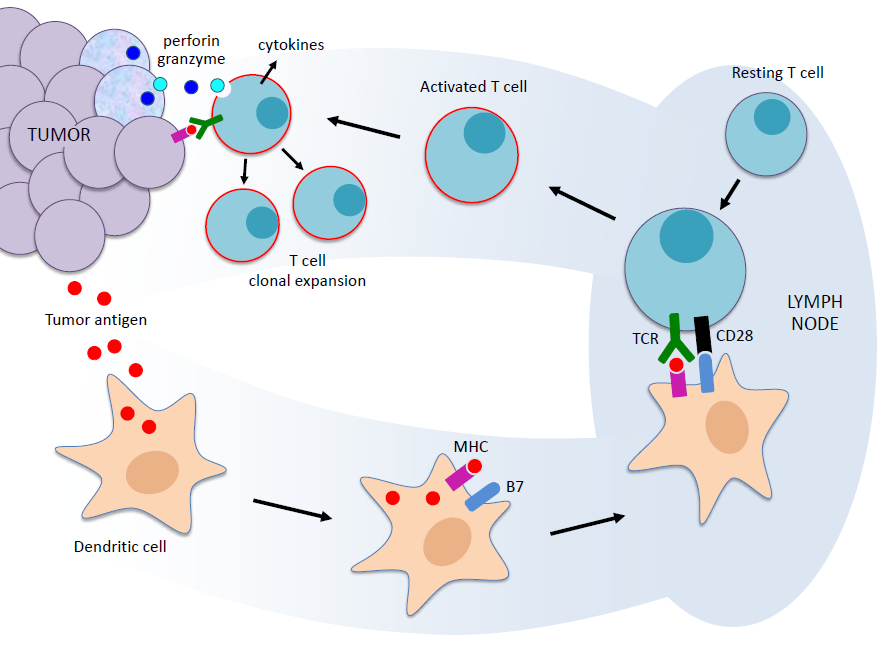 perforin
granzyme
cytokines
Activated T cell
Resting T cell
TUMOR
T cell
clonal expansion
LYMPH
NODE
TCR
CD28
Tumor antigen
MHC
B7
Dendritic cell